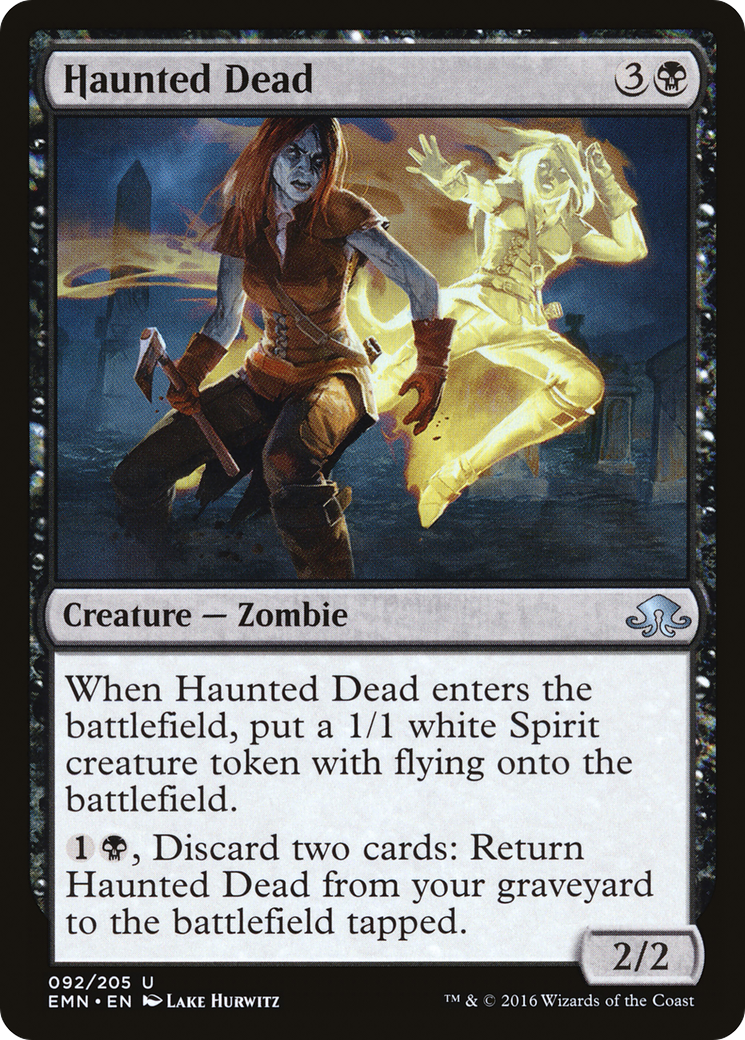 Haunted Dead 3
Creature — Zombie
When Haunted Dead enters the
battlefield, put a 1/1 white Spirit
creature token with flying onto the
battlefield.
1 , Discard two cards: Return
Haunted Dead from your graveyard
to the battlefield tapped.
2/2
092/205 U
EMN • EN Lake Hurwitz
™ & © 2016 Wizards of the Coast